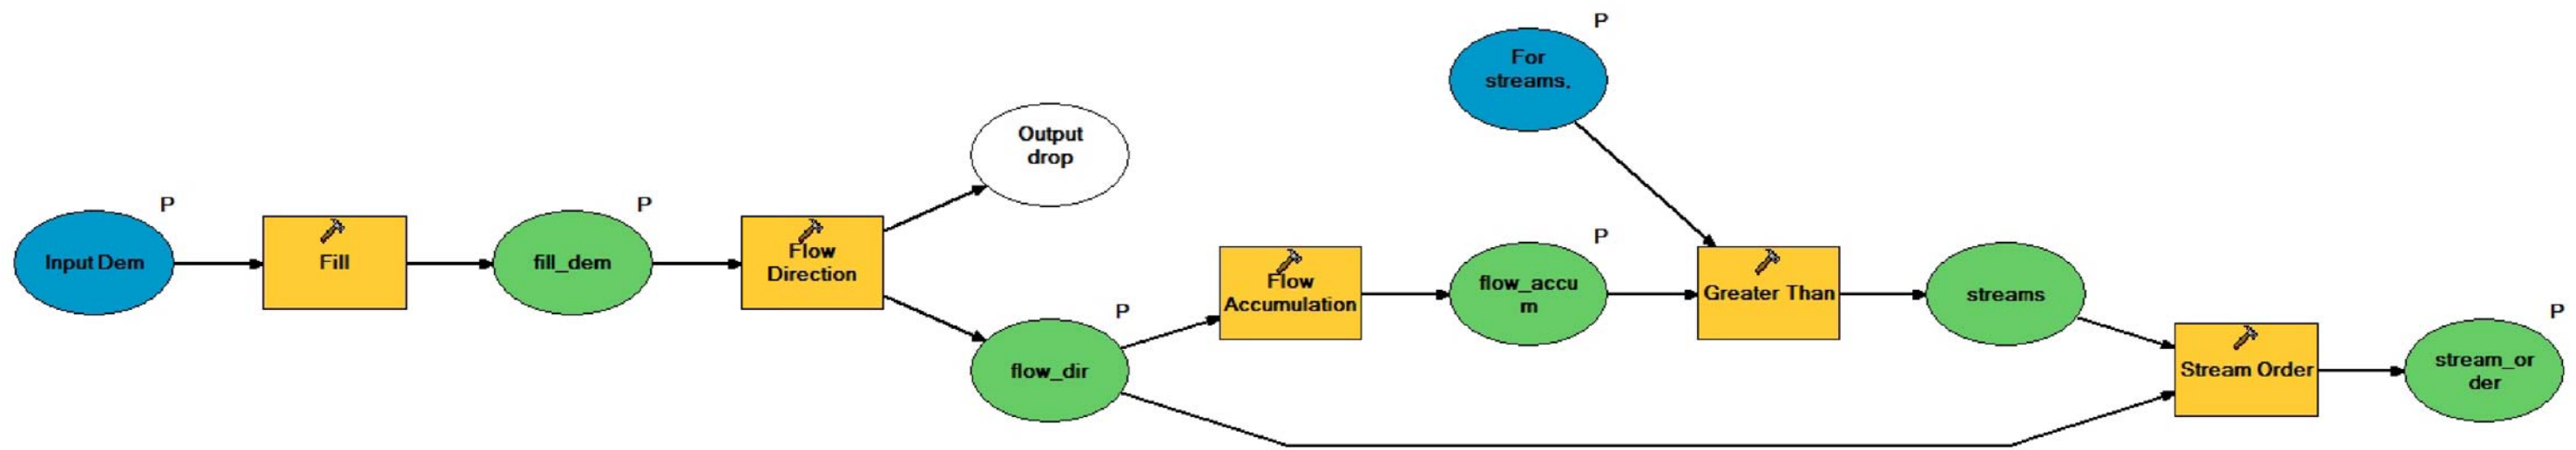 P
For
streams.
Output
drop
P
Input Dem
Fill
P
fill_dem
Flow
Direction
P
flow_dir
Flow
Accumulation
P
flow_accu
m
Greater Than
streams
Stream Order
P
stream_or
der